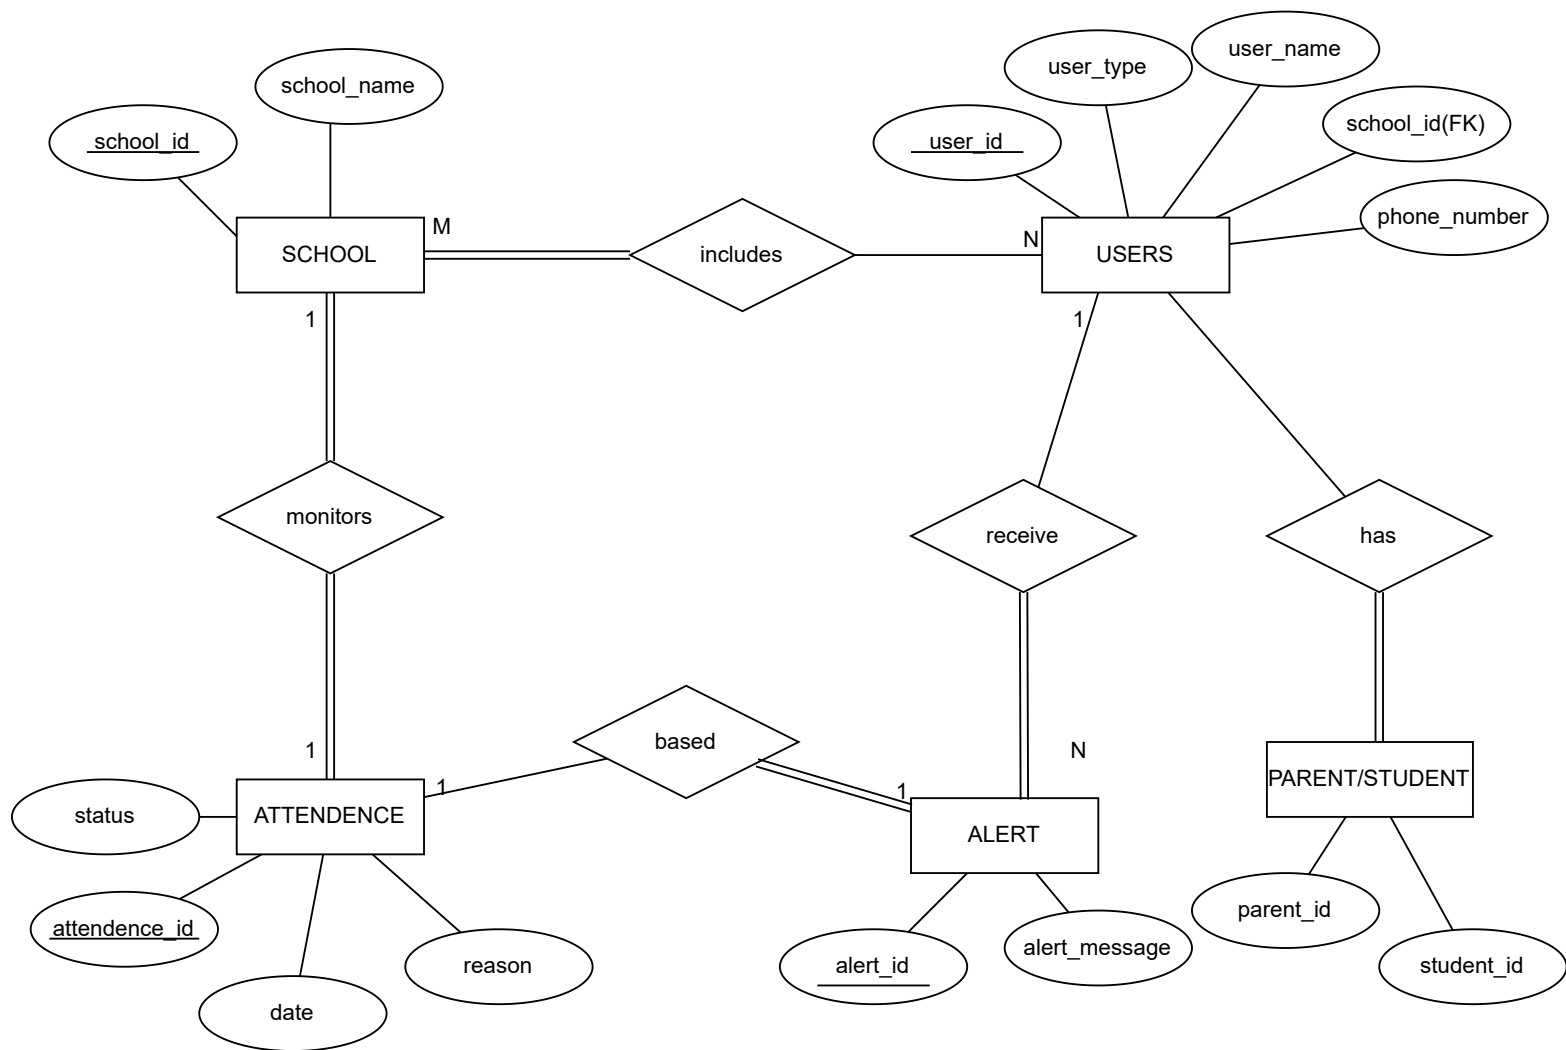 user_name
user_type
school_name
school_id(FK)
school_id
user_id
phone_number
M
N
SCHOOL
includes
USERS
1
1
monitors
receive
has
based
1
N
1
1
PARENT/STUDENT
status
ATTENDENCE
ALERT
parent_id
attendence_id
alert_message
reason
alert_id
student_id
date